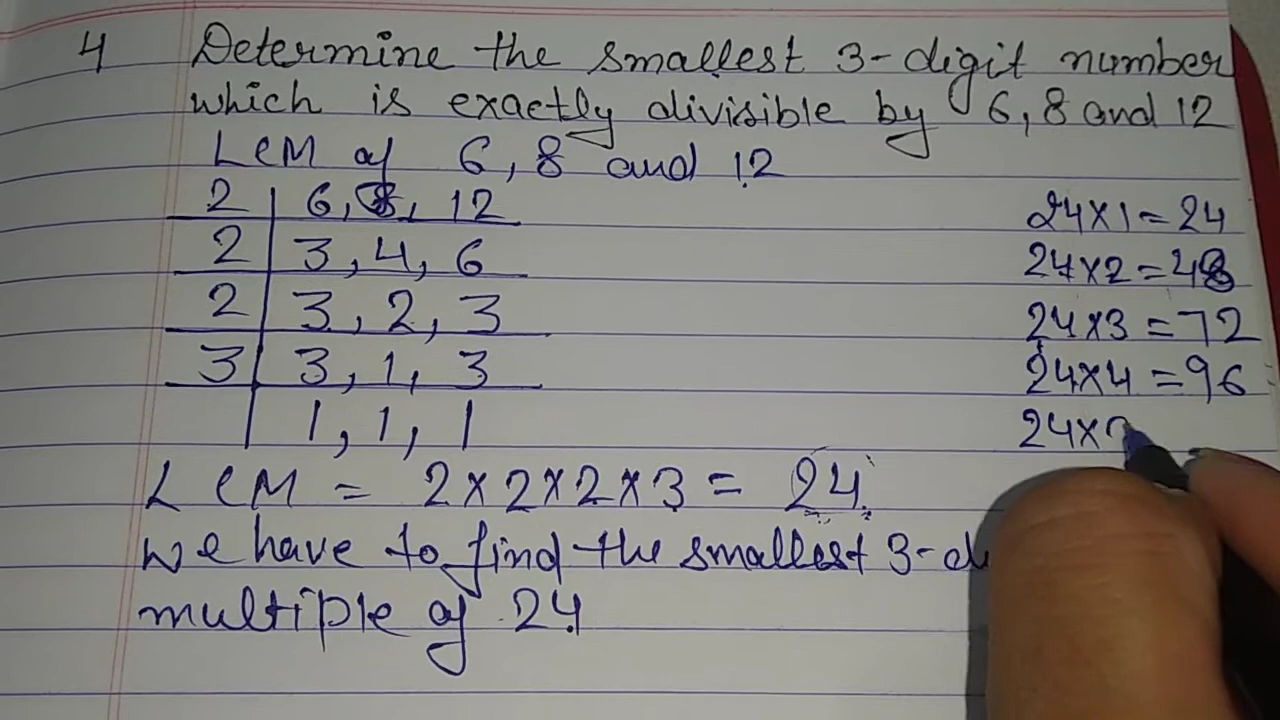 4 Determine the smallest 3-digit number
which is exactly divisible by 6, 8 and 12
LCM of 6, 8 and 12
2 | 6, 8, 12
2 | 3, 4, 6
2 | 3, 2, 3
3 | 3, 1, 3
| 1, 1, 1
LCM = 2×2×2×3 = 24.
We have to find the smallest 3-di
multiple of 24
24×1=24
24×2=48
24×3=72
24×4=96
24×